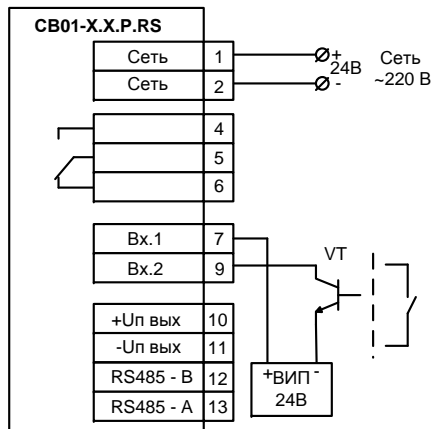 СВ01-X.X.P.RS
Сеть 1
Сеть 2
+
24В
-
Сеть
~220 В
4
5
6
Вх.1 7
Вх.2 9
VT
+Uп вых 10
-Uп вых 11
RS485 - В 12
RS485 - А 13
+ВИП -
24В